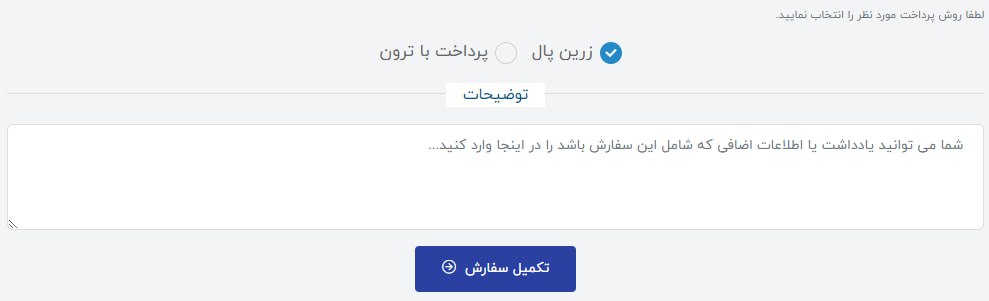 لطفا روش پرداخت مورد نظر را انتخاب نمایید.
زرین پال پرداخت با ترون
توضیحات
شما می توانید یادداشت یا اطلاعات اضافی که شامل این سفارش باشد را در اینجا وارد کنید...
تکمیل سفارش